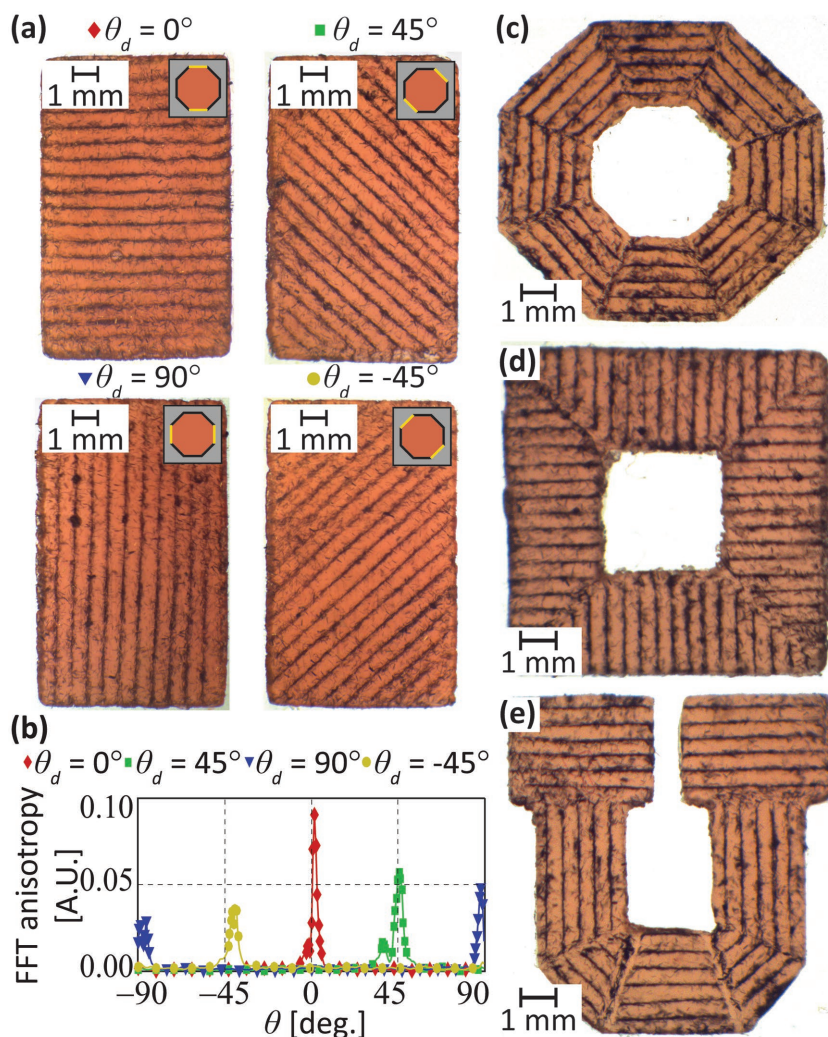 (a)
θd = 0°
θd = 45°
1 mm
1 mm
θd = 90°
θd = -45°
1 mm
1 mm
(b)
θd = 0° θd = 45° θd = 90° θd = -45°
FFT anisotropy
[A.U.]
0.10
0.05
0.00
−90 −45 0 45 90
θ [deg.]
(c)
1 mm
(d)
1 mm
(e)
1 mm